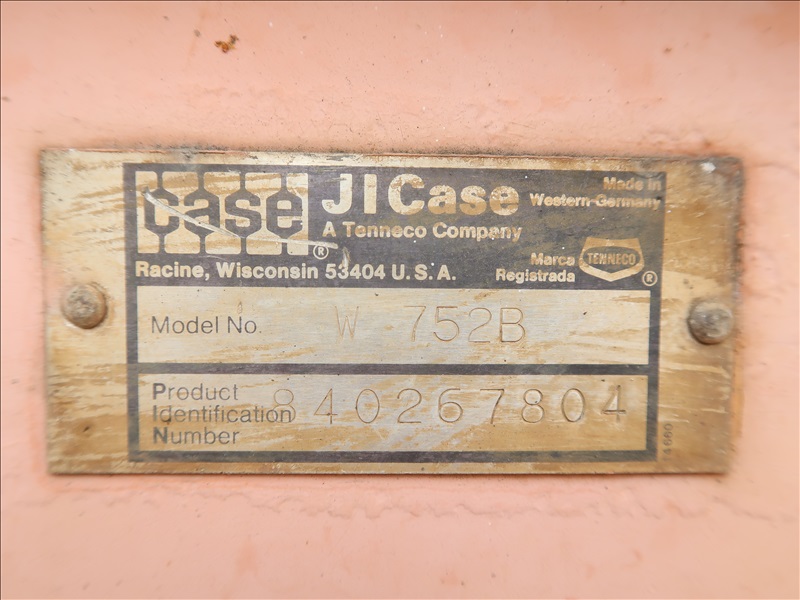 case ®
JI Case
A Tenneco Company
Made in
Western-Germany
Racine, Wisconsin 53404 U.S.A.
Marca
Registrada
TENNECO ®
Model No. W 752B
Product
Identification
Number
840267804